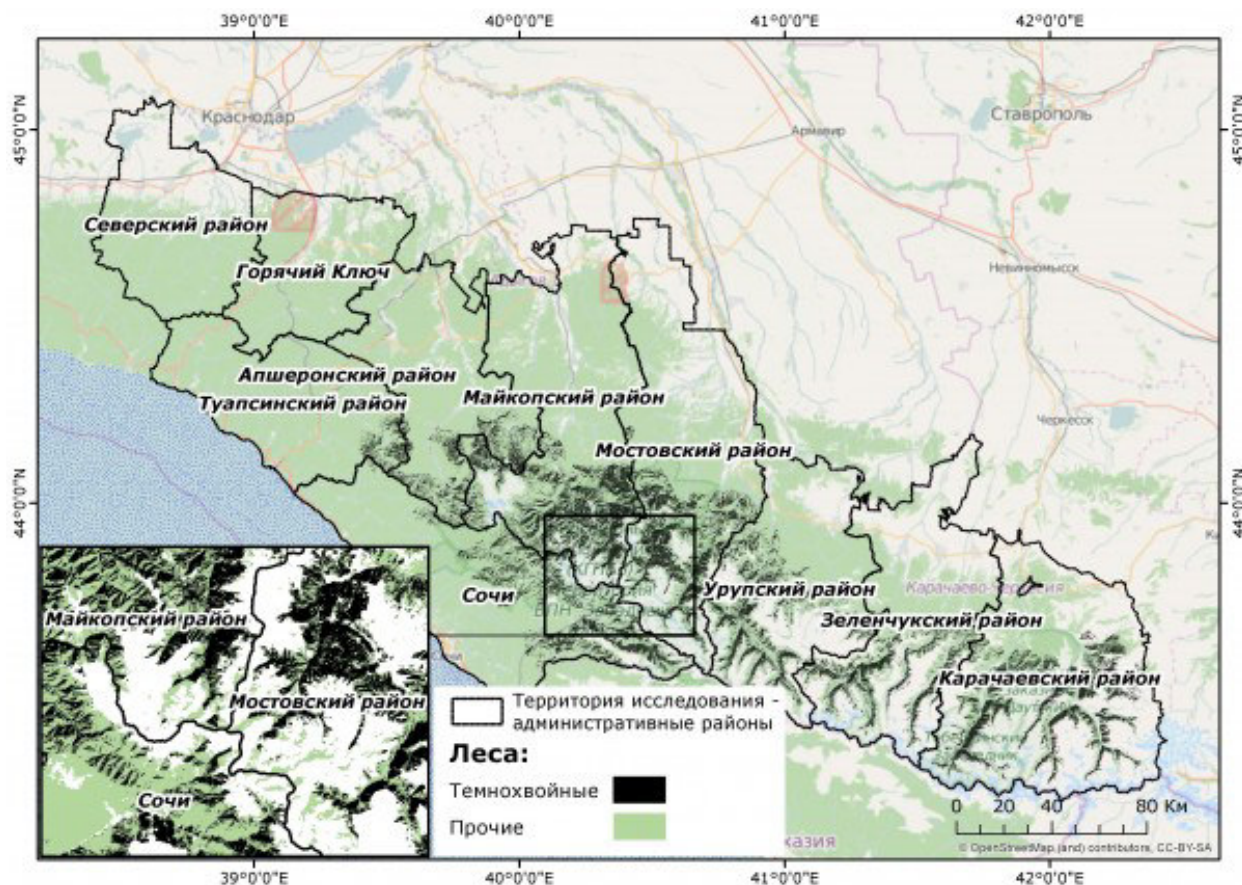 39°0'0"E 40°0'0"E 41°0'0"E 42°0'0"E
45°0'0"N
45°0'0"N
Краснодар
Ставрополь
Армавир
Северский район
Горячий Ключ
Невинномысск
Апшеронский район
Туапсинский район
Майкопский район
Черкесск
Мостовский район
44°0'0"N
44°0'0"N
Сочи
Урупский район
Карачаево-Черкесия
Зеленчукский район
Карачаевский район
Майкопский район
Мостовский район
Сочи
Территория исследования -
административные районы
Леса:
Темнохвойные
Прочие
0 20 40 80 Км
© OpenStreetMap (and) contributors, CC-BY-SA
39°0'0"E 40°0'0"E 41°0'0"E 42°0'0"E